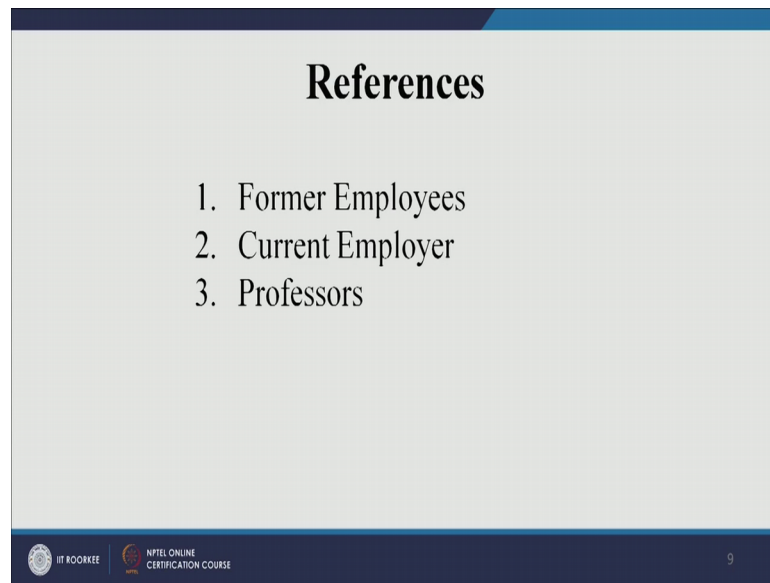 References
1. Former Employees
2. Current Employer
3. Professors
IIT ROORKEE
NPTEL ONLINE
CERTIFICATION COURSE
9